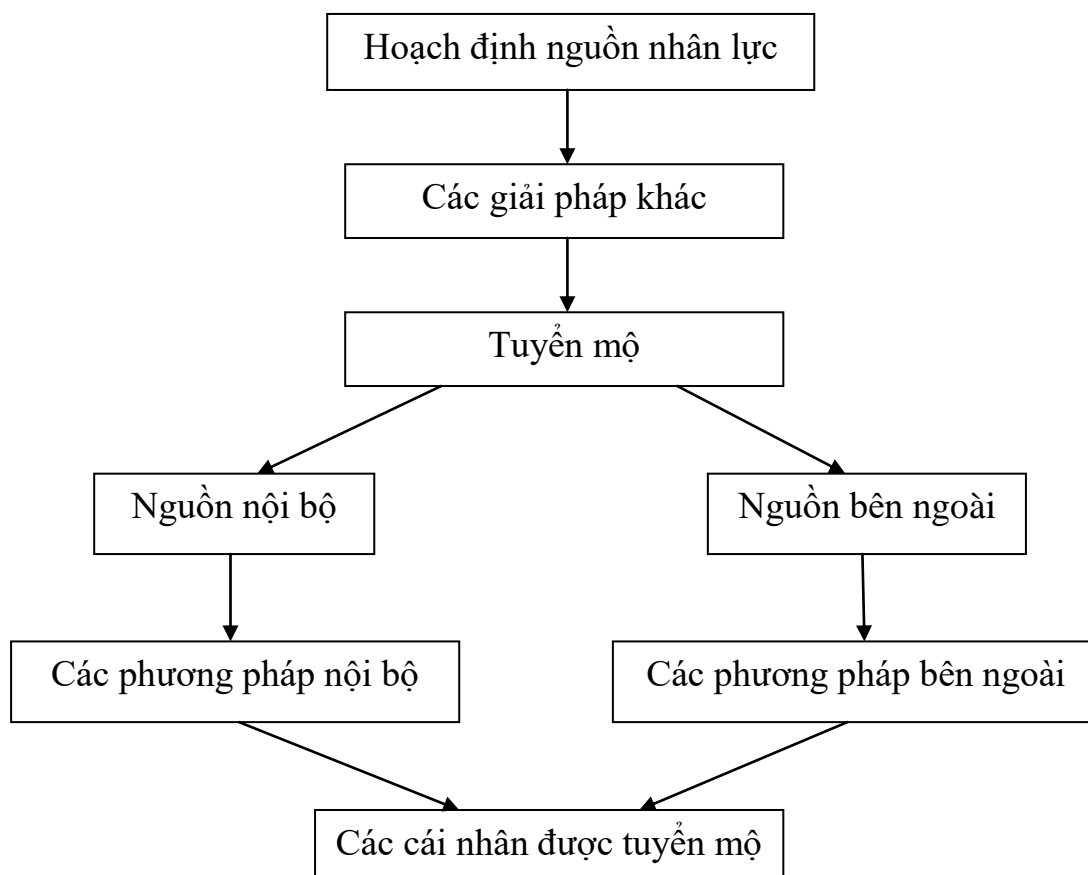 Hoạch định nguồn nhân lực
Các giải pháp khác
Tuyển mộ
Nguồn nội bộ
Nguồn bên ngoài
Các phương pháp nội bộ
Các phương pháp bên ngoài
Các cái nhân được tuyển mộ